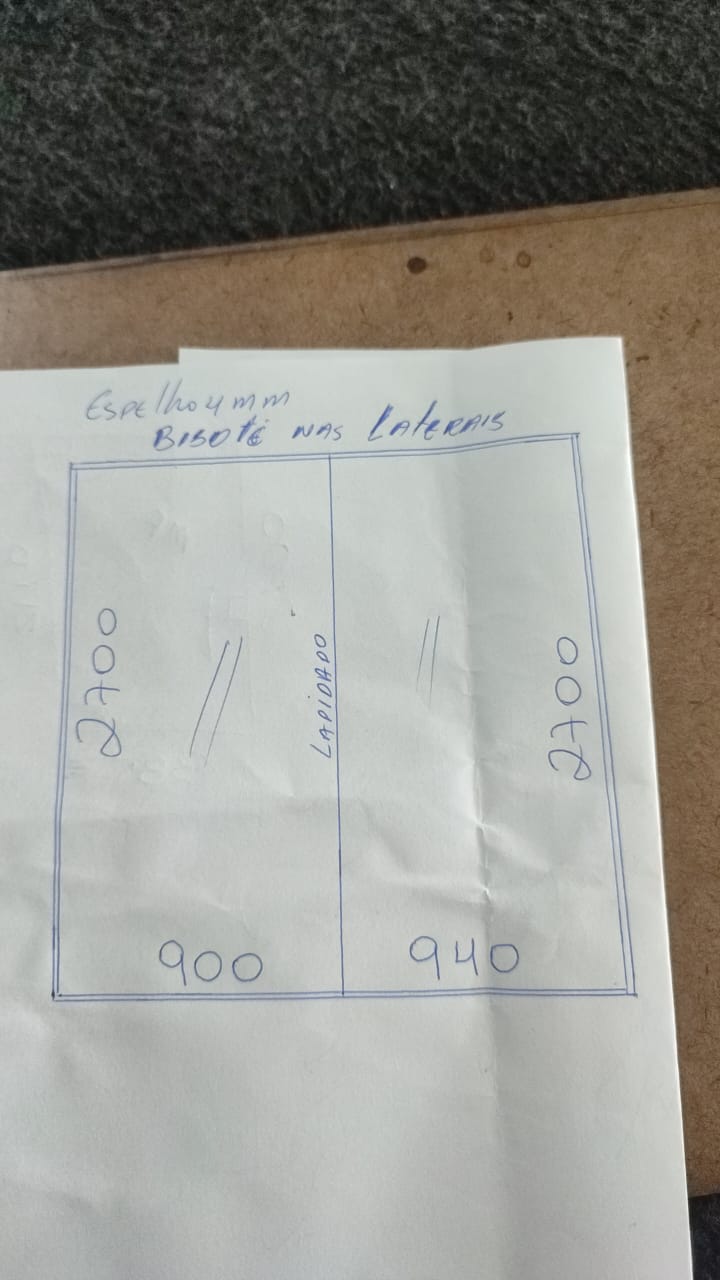 Espelho 4mm
BISOTÊ NAS LATERAIS
2700
LAPIDADO
2700
900
940